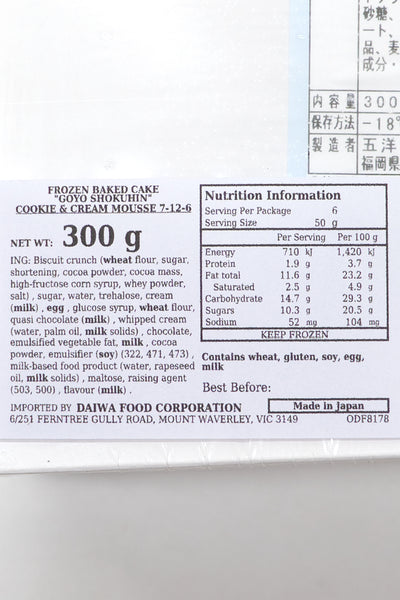 砂糖、
ート、
品、麦
成分・
内容量 300
保存方法 -18°
製造者 五洋
福岡県
FROZEN BAKED CAKE
"GOYO SHOKUHIN"
COOKIE & CREAM MOUSSE 7-12-6
NET WT: 300 g
ING: Biscuit crunch (wheat flour, sugar,
shortening, cocoa powder, cocoa mass,
high-fructose corn syrup, whey powder,
salt) , sugar, water, trehalose, cream
(milk) , egg , glucose syrup, wheat flour,
quasi chocolate (milk) , whipped cream
(water, palm oil, milk solids) , chocolate,
emulsified vegetable fat, milk , cocoa
powder, emulsifier (soy) (322, 471, 473) ,
milk-based food product (water, rapeseed
oil, milk solids) , maltose, raising agent
(503, 500) , flavour (milk) .
Nutrition Information
Serving Per Package 6
Serving Size 50 g
Per Serving Per 100 g
Energy 710 kJ 1,420 kJ
Protein 1.9 g 3.7 g
Fat total 11.6 g 23.2 g
Saturated 2.5 g 4.9 g
Carbohydrate 14.7 g 29.3 g
Sugars 10.3 g 20.5 g
Sodium 52 mg 104 mg
KEEP FROZEN
Contains wheat, gluten, soy, egg,
milk
Best Before:
IMPORTED BY DAIWA FOOD CORPORATION Made in Japan
6/251 FERNTREE GULLY ROAD, MOUNT WAVERLEY, VIC 3149 ODF8178